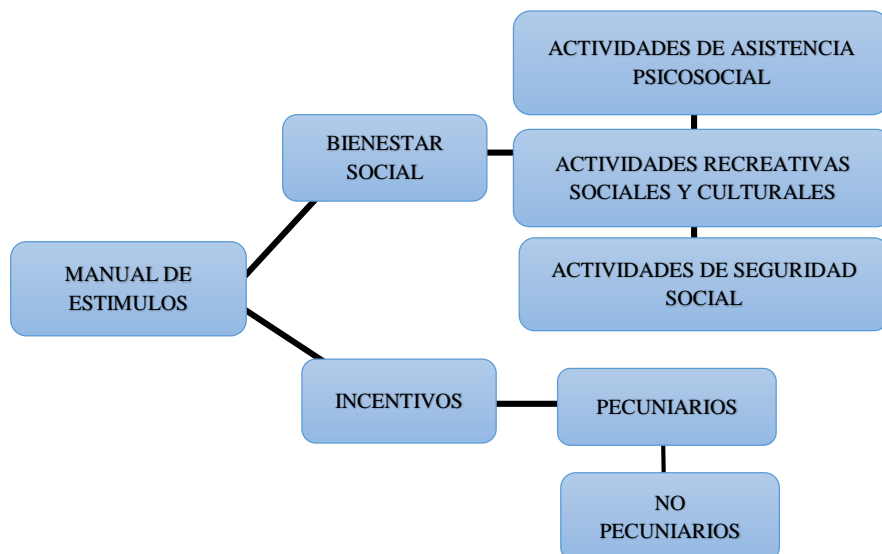 ACTIVIDADES DE ASISTENCIA
PSICOSOCIAL
BIENESTAR
SOCIAL
ACTIVIDADES RECREATIVAS
SOCIALES Y CULTURALES
MANUAL DE
ESTIMULOS
ACTIVIDADES DE SEGURIDAD
SOCIAL
INCENTIVOS
PECUNIARIOS
NO
PECUNIARIOS